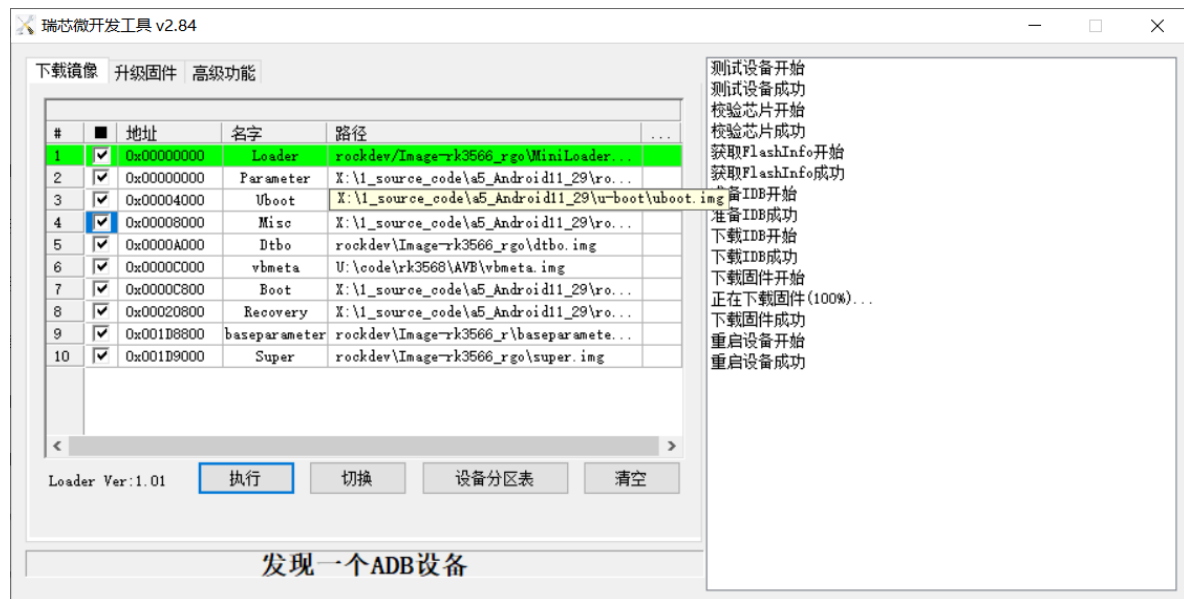 瑞芯微开发工具 v2.84
下载镜像 升级固件 高级功能
# 地址 名字 路径 ...
1 0x00000000 Loader rockdev/Image-rk3566_rgo\MiniLoader...
2 0x00000000 Parameter X:\1_source_code\a5_Android11_29\ro...
3 0x00004000 Uboot X:\1_source_code\a5_Android11_29\u-boot\uboot.img
4 0x00008000 Misc X:\1_source_code\a5_Android11_29\ro...
5 0x0000A000 Dtbo rockdev\Image-rk3566_rgo\dtbo.img
6 0x0000C000 vbmeta U:\code\rk3568\AVB\vbmeta.img
7 0x0000C800 Boot X:\1_source_code\a5_Android11_29\ro...
8 0x00020800 Recovery X:\1_source_code\a5_Android11_29\ro...
9 0x001D8800 baseparameter rockdev\Image-rk3566_r\baseparamete...
10 0x001D9000 Super rockdev\Image-rk3566_rgo\super.img
Loader Ver:1.01 执行 切换 设备分区表 清空
发现一个ADB设备
测试设备开始
测试设备成功
校验芯片开始
校验芯片成功
获取FlashInfo开始
获取FlashInfo成功
备IDB开始
准备IDB成功
下载IDB开始
下载IDB成功
下载固件开始
正在下载固件(100%)...
下载固件成功
重启设备开始
重启设备成功